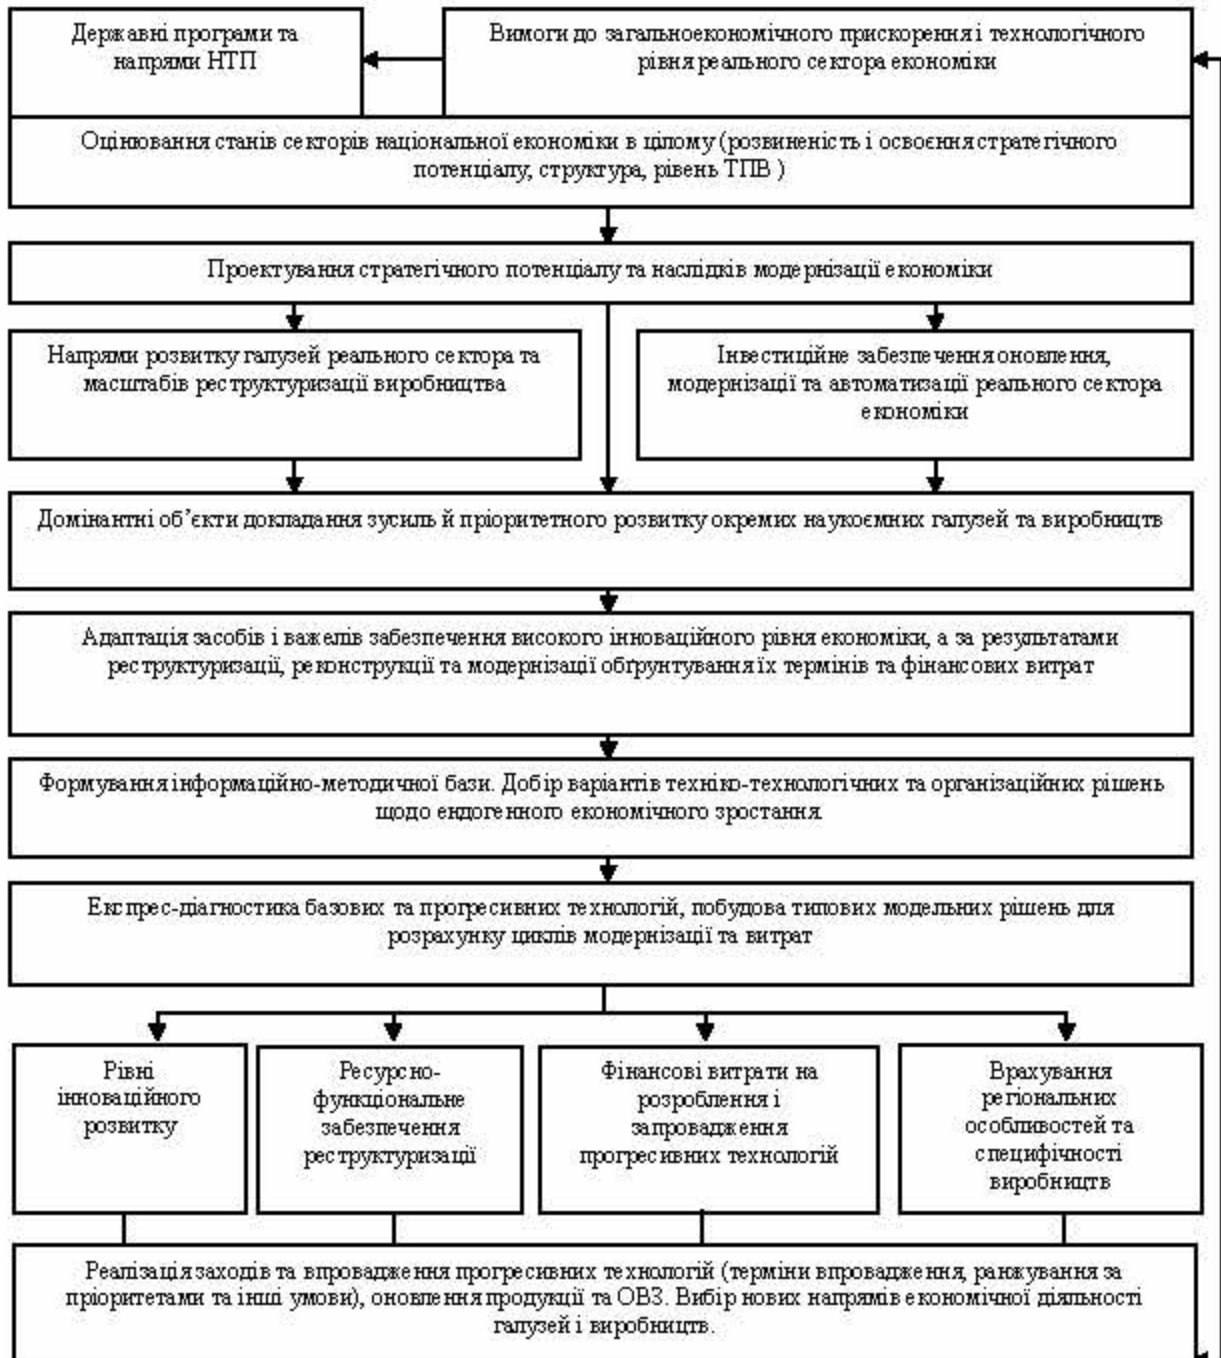 Державні програми та
напрями НТП
Вимоги до загальноекономічного прискорення і технологічного
рівня реального сектора економіки
Оцінювання станів секторів національної економіки в цілому (розвиненість і освоєння стратегічного
потенціалу, структура, рівень ТПВ )
Проектування стратегічного потенціалу та наслідків модернізації економіки
Напрями розвитку галузей реального сектора та
масштабів реструктуризації виробництва
Інвестиційне забезпечення оновлення,
модернізації та автоматизації реального сектора
економіки
Домінантні об’єкти докладання зусиль й пріоритетного розвитку окремих наукоємних галузей та виробництв
Адаптація засобів і важелів забезпечення високого інноваційного рівня економіки, а за результатами
реструктуризації, реконструкції та модернізації обґрунтування їх термінів та фінансових витрат
Формування інформаційно-методичної бази. Добір варіантів техніко-технологічних та організаційних рішень
щодо ендогенного економічного зростання
Експрес-діагностика базових та прогресивних технологій, побудова типових модельних рішень для
розрахунку циклів модернізації та витрат
Рівні
інноваційного
розвитку
Ресурсно-
функціональне
забезпечення
реструктуризації
Фінансові витрати на
розроблення і
запровадження
прогресивних технологій
Врахування
регіональних
особливостей та
специфічності
виробництв
Реалізація заходів та впровадження прогресивних технологій (терміни впровадження, ранжування за
пріоритетами та інші умови), оновлення продукції та ОВЗ. Вибір нових напрямів економічної діяльності
галузей і виробництв.